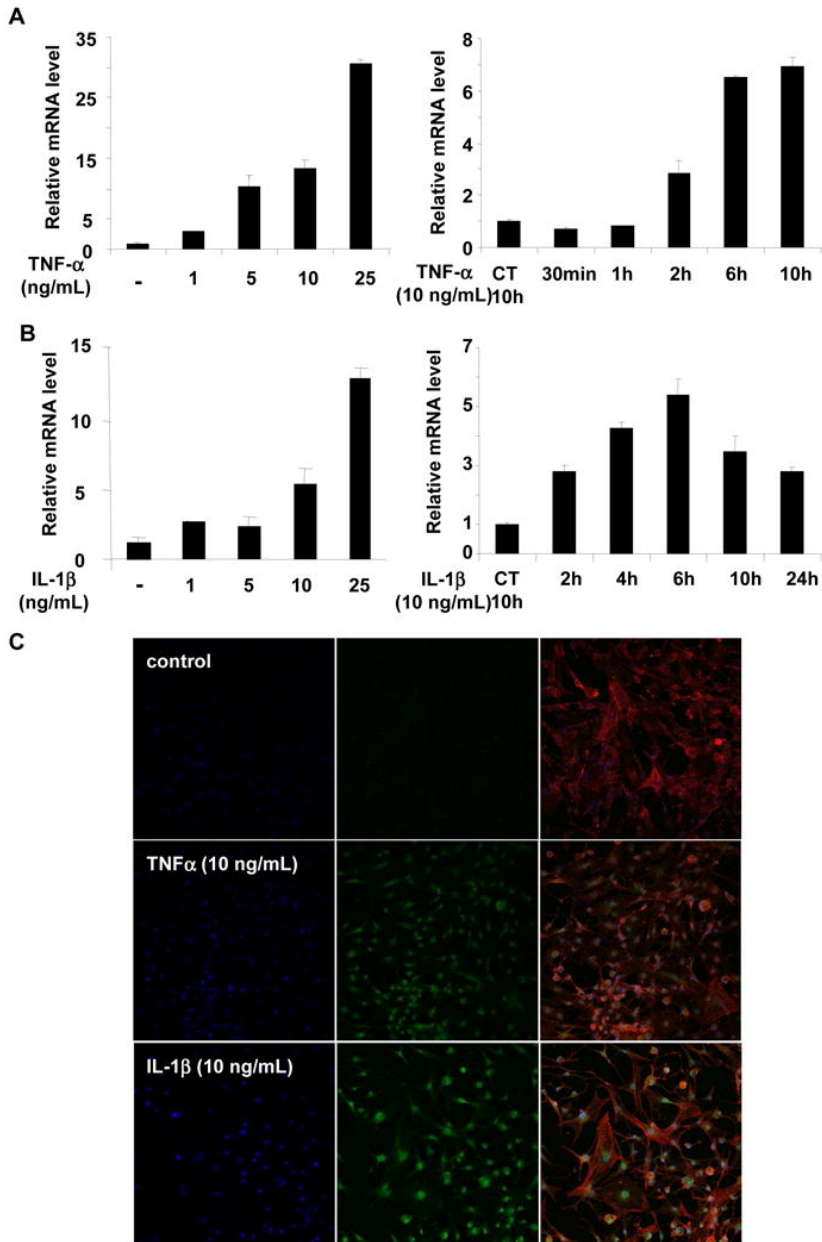 A
Relative mRNA level
35
25
15
5
0
TNF-α
(ng/mL)
- 1 5 10 25
Relative mRNA level
8
6
4
2
0
TNF-α
(10 ng/mL)
CT
10h
30min 1h 2h 6h 10h
B
Relative mRNA level
15
10
5
0
IL-1β
(ng/mL)
- 1 5 10 25
Relative mRNA level
7
5
3
1
0
IL-1β
(10 ng/mL)
CT
10h
2h 4h 6h 10h 24h
C
control
TNFα (10 ng/mL)
IL-1β (10 ng/mL)